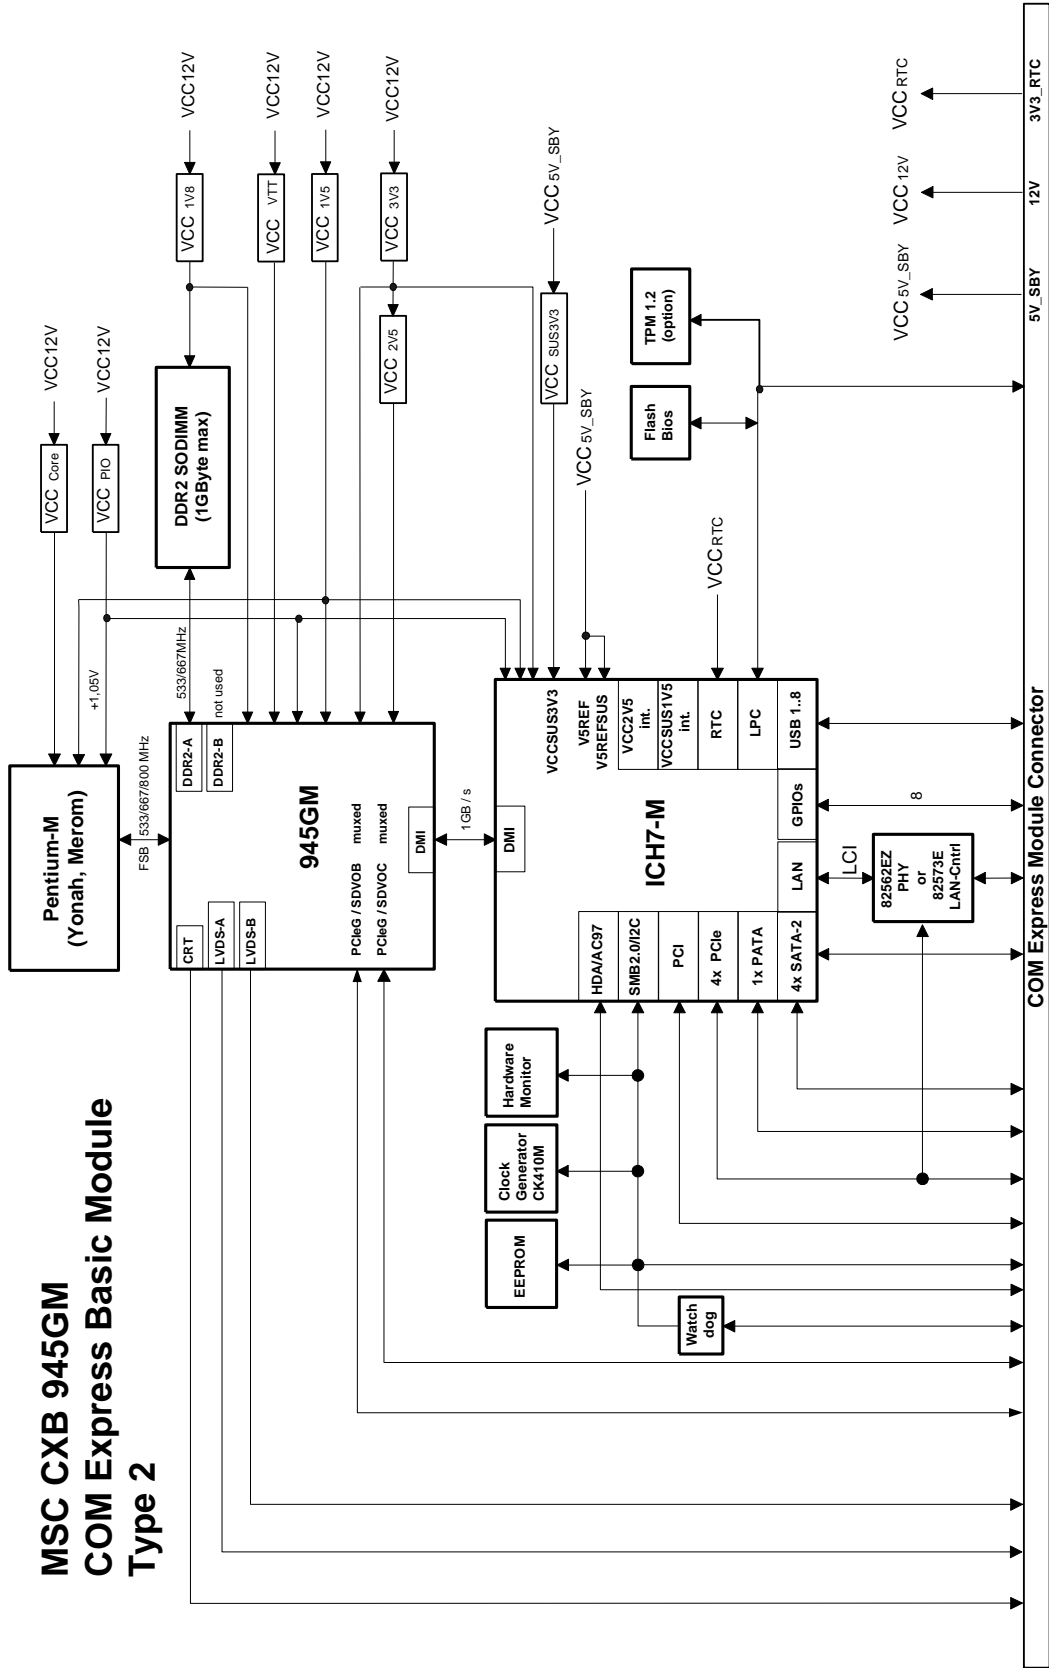 MSC CXB 945GM
COM Express Basic Module
Type 2
Pentium-M
(Yonah, Merom)
VCC Core
VCC12V
VCC PIO
VCC12V
+1,05V
FSB 533/667/800 MHz
DDR2 SODIMM
(1GByte max)
533/667MHz
not used
VCC 1V8
VCC12V
VCC VTT
VCC12V
VCC 1V5
VCC12V
VCC 3V3
VCC12V
VCC 2V5
CRT
LVDS-A
LVDS-B
DDR2-A
DDR2-B
945GM
PCIeG / SDVOB muxed
PCIeG / SDVOC muxed
DMI
1GB / s
DMI
ICH7-M
VCC SUS3V3
VCC 5V_SBY
VCC 5V_SBY
VCCSUS3V3
V5REF
V5REFSUS
VCC2V5
int.
VCCSUS1V5
int.
RTC
VCC RTC
LPC
USB 1..8
GPIOs
8
LAN
LCI
HDA/AC97
SMB2.0/I2C
PCI
4x PCIe
1x PATA
4x SATA-2
Hardware
Monitor
Clock
Generator
CK410M
EEPROM
Watch
dog
82562EZ
PHY
or
82573E
LAN-Cntrl
TPM 1.2
(option)
Flash
Bios
VCC 5V_SBY
VCC 12V
VCC RTC
COM Express Module Connector
5V_SBY
12V
3V3_RTC